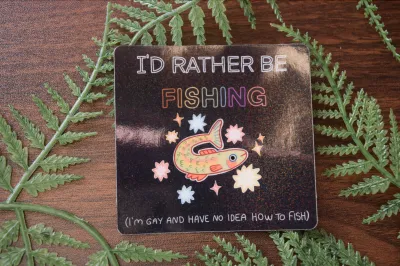 I'D RATHER BE
FISHING
(I'M GAY AND HAVE NO IDEA HOW TO FISH)